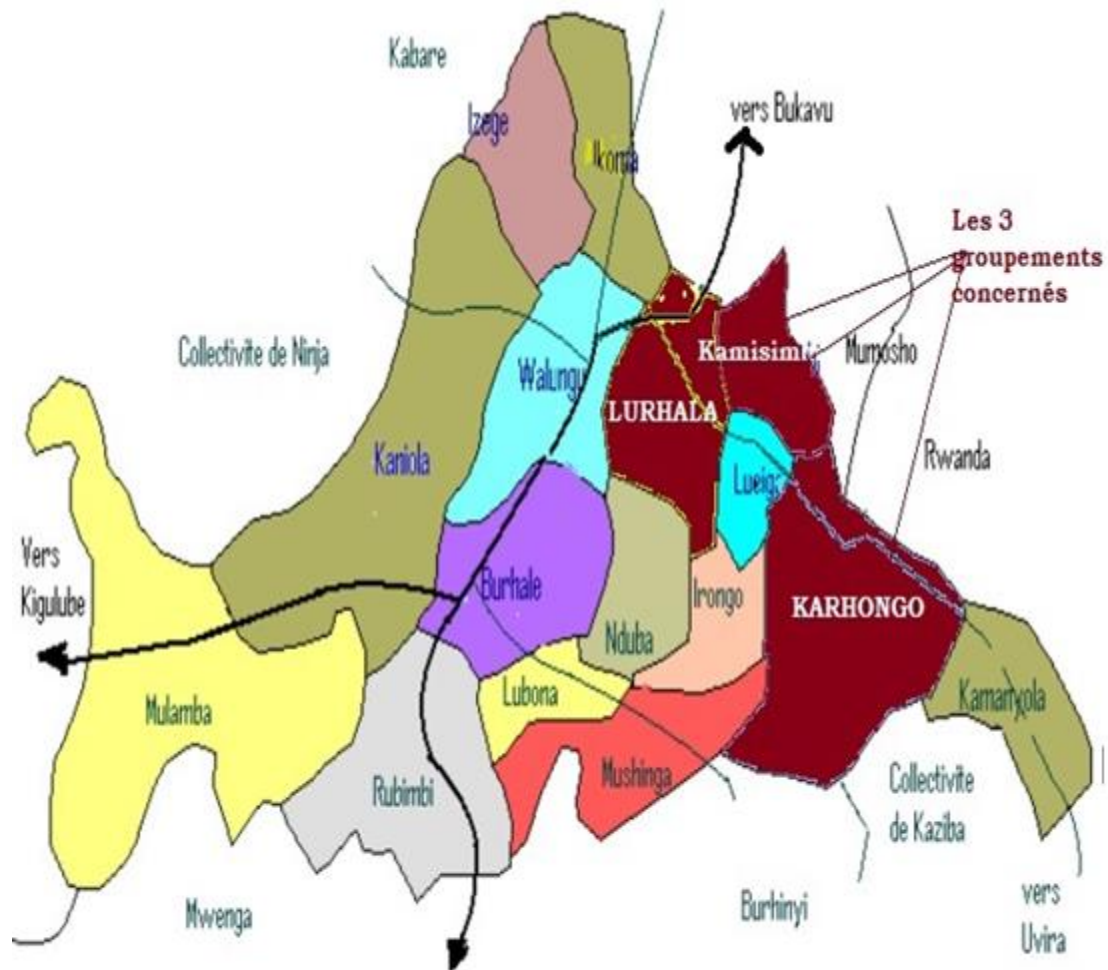 Kabare
Izege
Ikoma
vers Bukavu
Les 3
groupements
concernés
Collectivite de Ninja
Walungu
Kamisimbi
Mumosho
LURHALA
Kaniola
Rwanda
Vers
Kigulube
Burhale
Nduba
Irongo
KARHONGO
Mulamba
Lubona
Kamanyola
Mushinga
Rubimbi
Collectivite
de Kaziba
Mwenga
Burhinyi
vers
Uvira